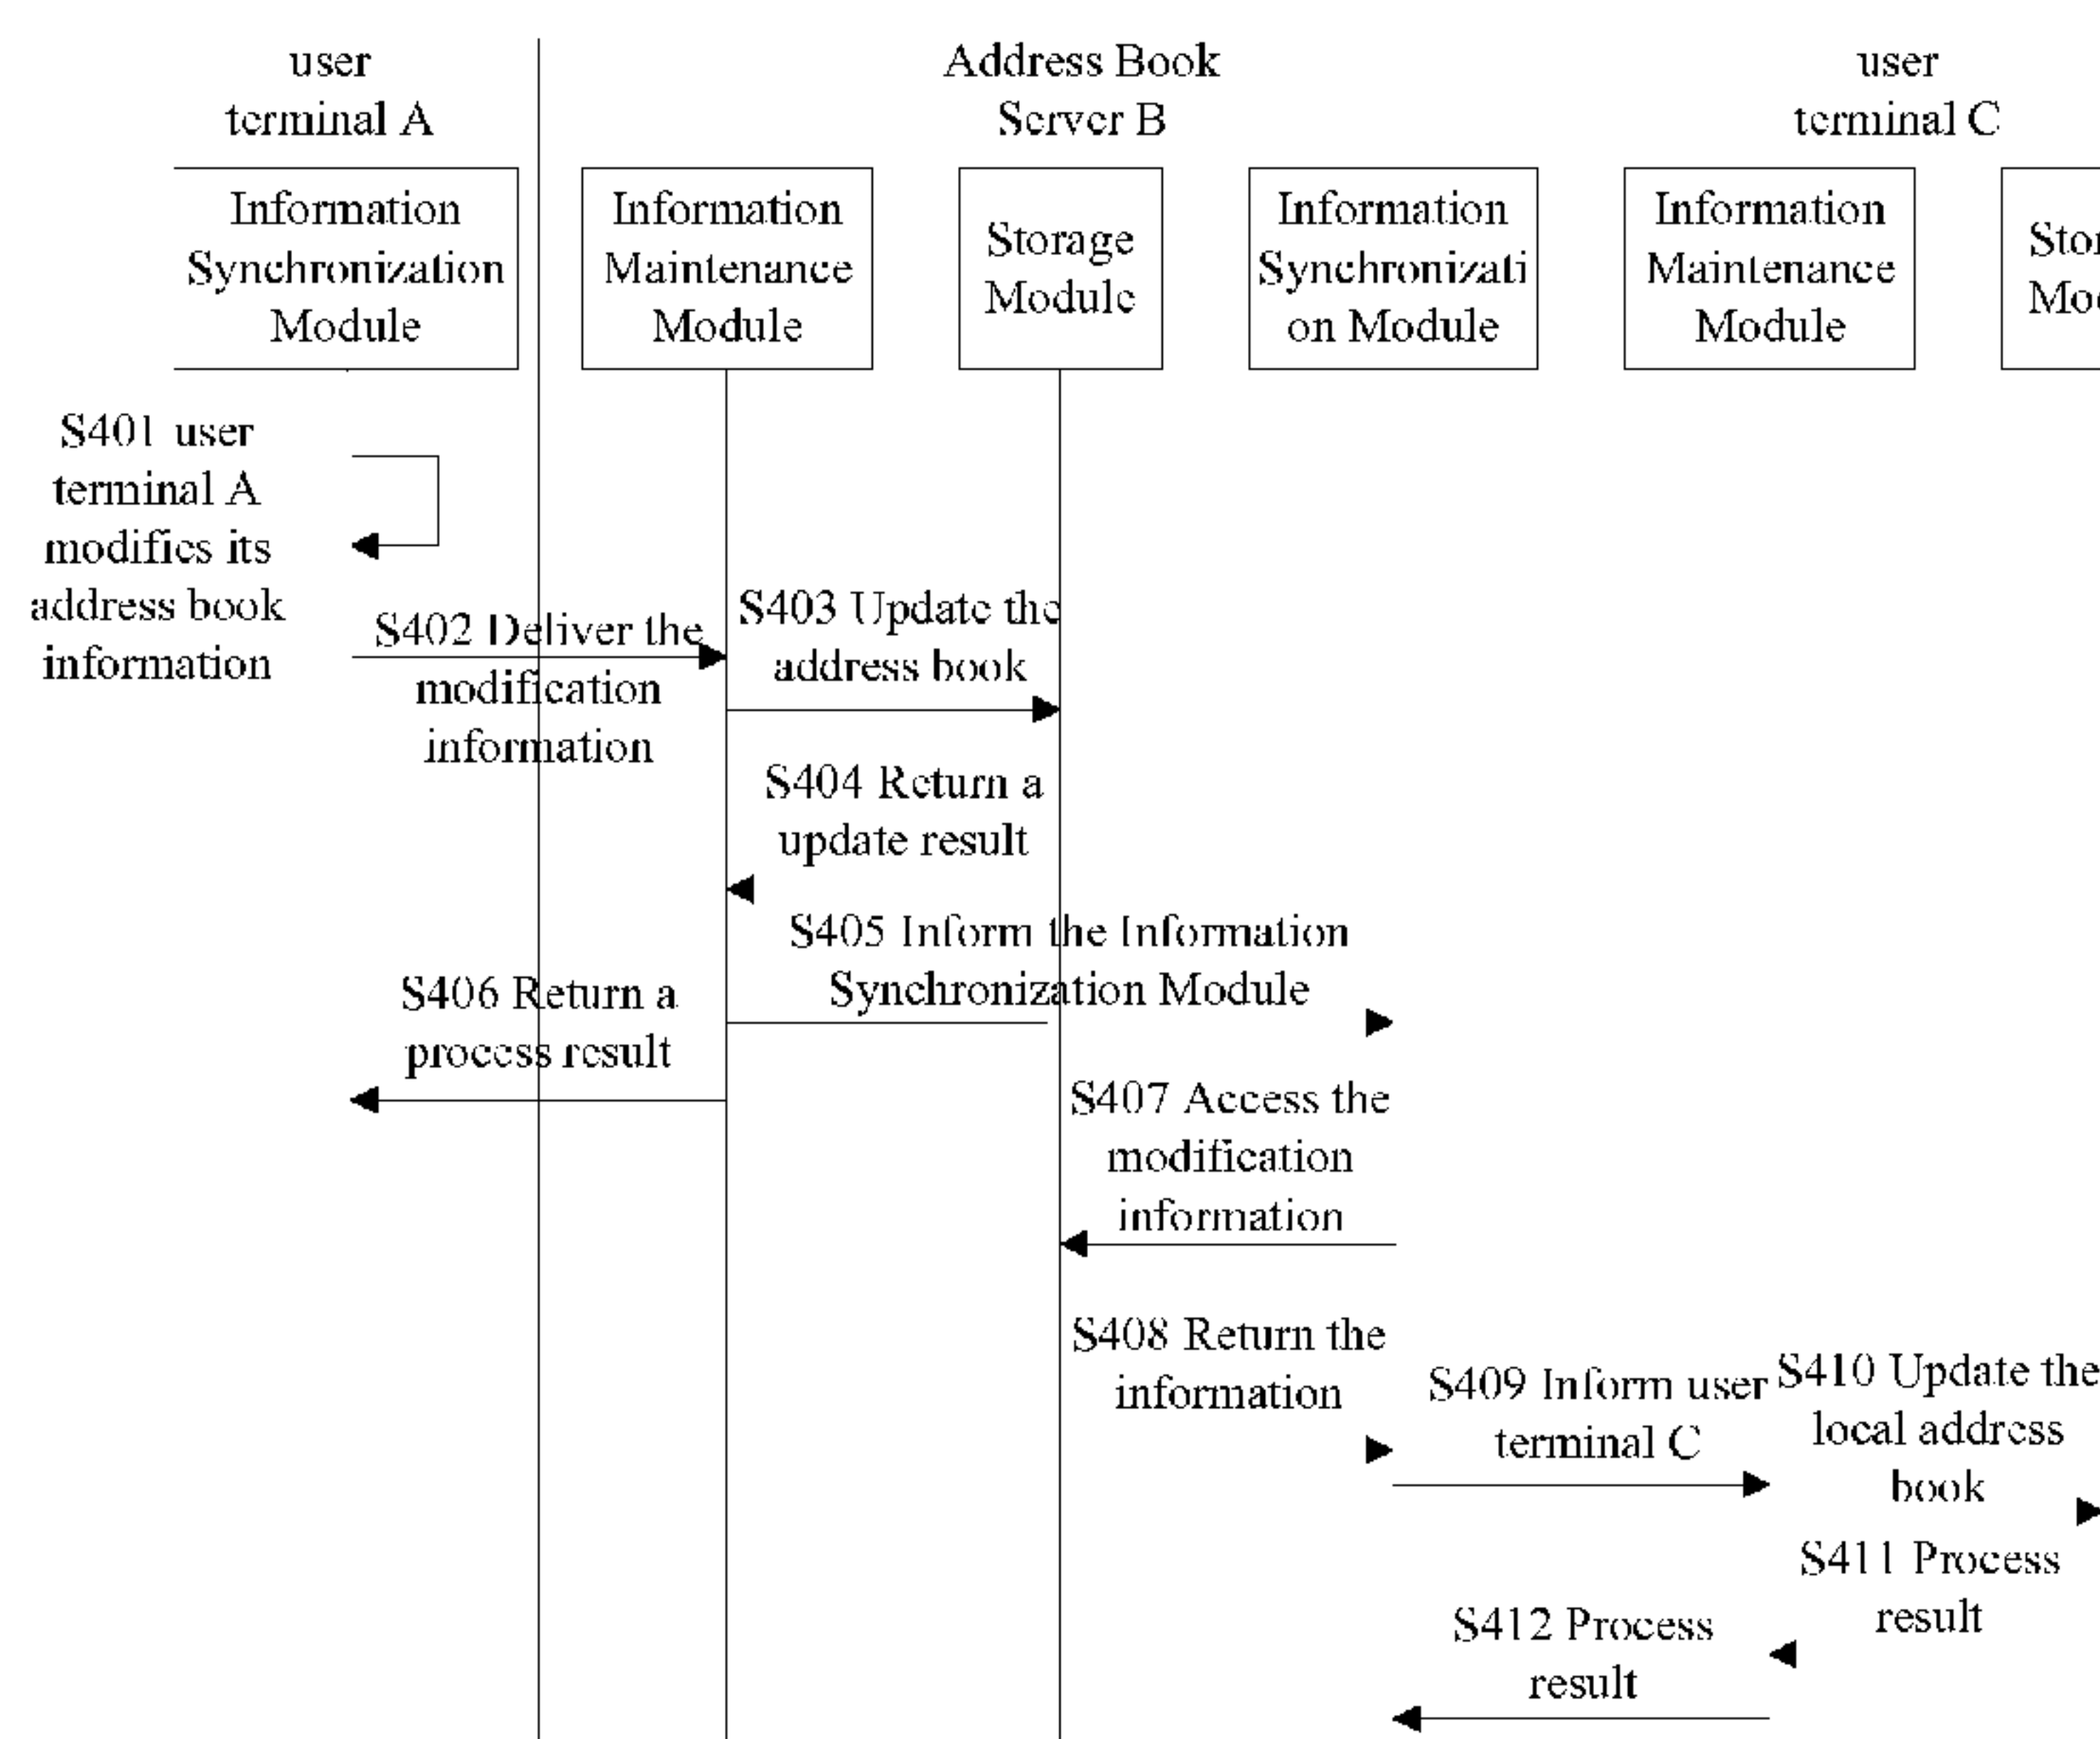 user
terminal A
Address Book
Server B
user
terminal C
Information
Synchronization
Module
Information
Maintenance
Module
Storage
Module
Information
Synchronizati
on Module
Information
Maintenance
Module
Stor
Mod
S401 user
terminal A
modifies its
address book
information
S402 Deliver the
modification
information
S403 Update the
address book
S404 Return a
update result
S405 Inform the Information
Synchronization Module
S406 Return a
process result
S407 Access the
modification
information
S408 Return the
information
S409 Inform user
terminal C
S410 Update the
local address
book
S411 Process
result
S412 Process
result